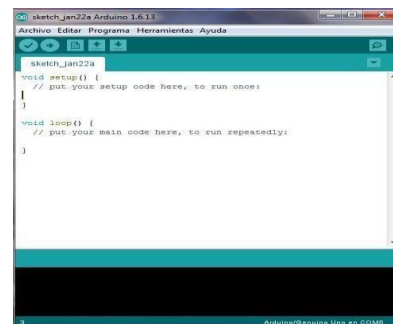 sketch_jan22a Arduino 1.6.13
Archivo Editar Programa Herramientas Ayuda
sketch_jan22a
void setup() {
// put your setup code here, to run once:
}
void loop() {
// put your main code here, to run repeatedly:
}
3
Arduino/Genuino Uno en COM8